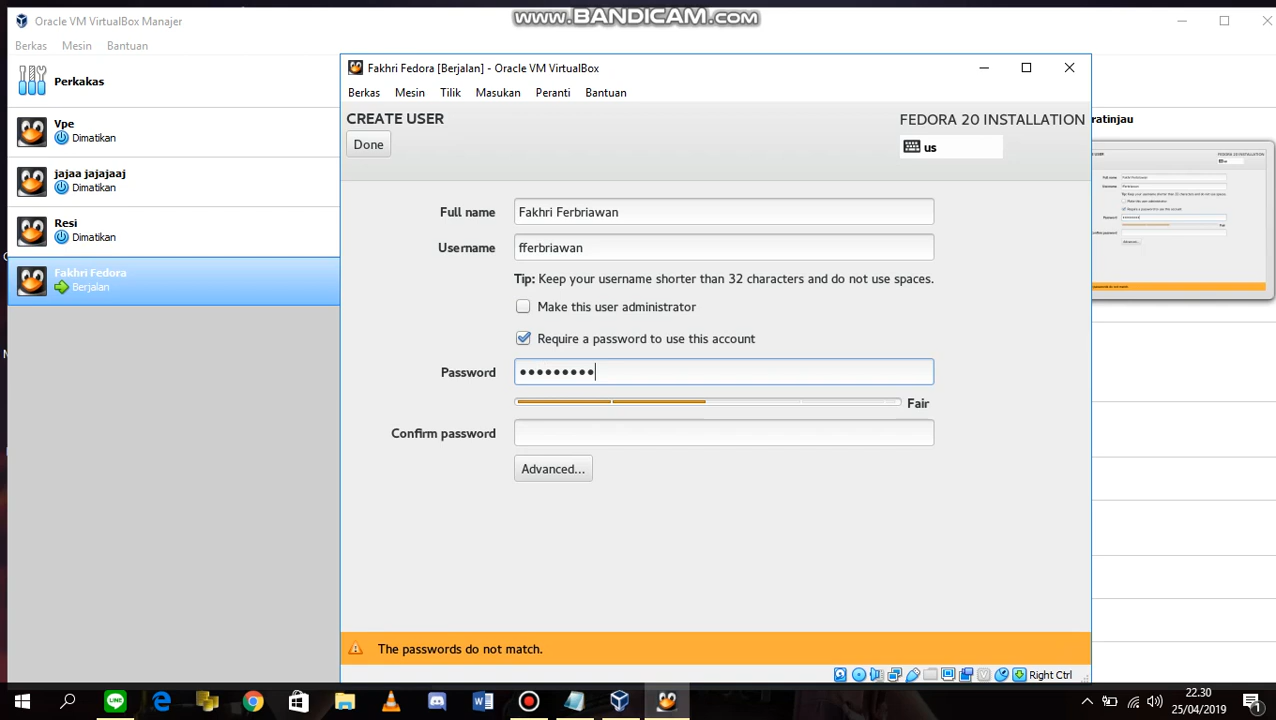 www.BANDICAM.com
Oracle VM VirtualBox Manajer
Berkas Mesin Bantuan
Perkakas
Vpe
Dimatikan
jajaa jajajaaj
Dimatikan
Resi
Dimatikan
Fakhri Fedora
Berjalan
Fakhri Fedora [Berjalan] - Oracle VM VirtualBox
Berkas Mesin Tilik Masukan Peranti Bantuan
CREATE USER
FEDORA 20 INSTALLATION
Done
us
Full name Fakhri Ferbriawan
Username fferbriawan
Tip: Keep your username shorter than 32 characters and do not use spaces.
Make this user administrator
Require a password to use this account
Password •••••••••
Fair
Confirm password
Advanced...
The passwords do not match.
Right Ctrl
ratinjau
22.30
25/04/2019
1